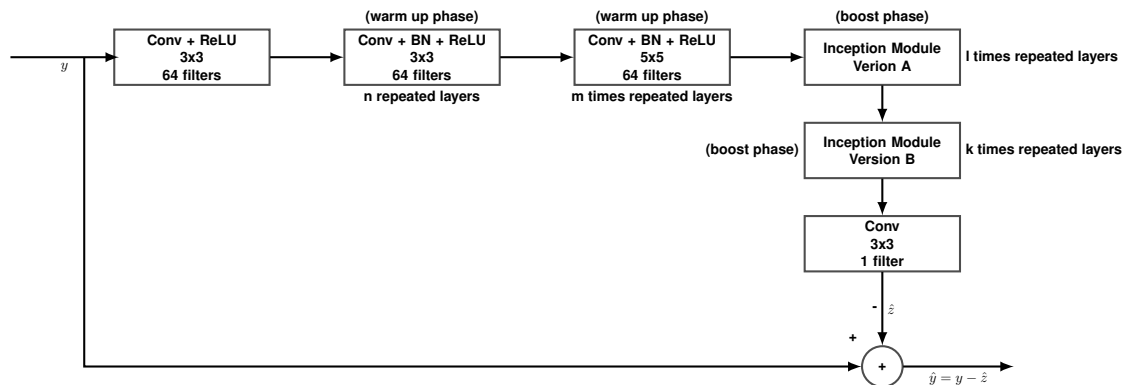 (warm up phase)
(warm up phase)
(boost phase)
y
Conv + ReLU
3x3
64 filters
Conv + BN + ReLU
3x3
64 filters
n repeated layers
Conv + BN + ReLU
5x5
64 filters
m times repeated layers
Inception Module
Verion A
l times repeated layers
(boost phase)
Inception Module
Version B
k times repeated layers
Conv
3x3
1 filter
-
ẑ
+
+
ŷ = y − ẑ